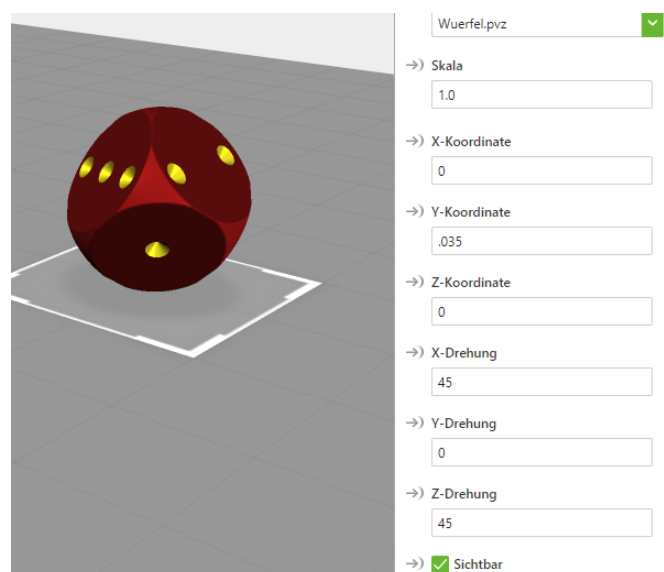 Wuerfel.pvz
Skala
1.0
X-Koordinate
0
Y-Koordinate
.035
Z-Koordinate
0
X-Drehung
45
Y-Drehung
0
Z-Drehung
45
Sichtbar